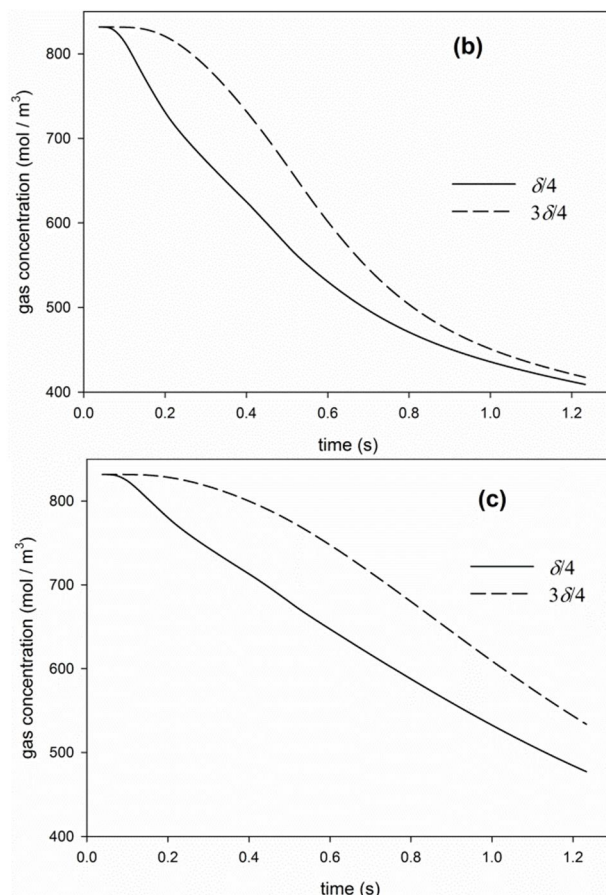 (b)
gas concentration (mol / m³)
800
700
600
500
400
δ/4
3δ/4
0.0 0.2 0.4 0.6 0.8 1.0 1.2
time (s)
(c)
gas concentration (mol / m³)
800
700
600
500
400
δ/4
3δ/4
0.0 0.2 0.4 0.6 0.8 1.0 1.2
time (s)